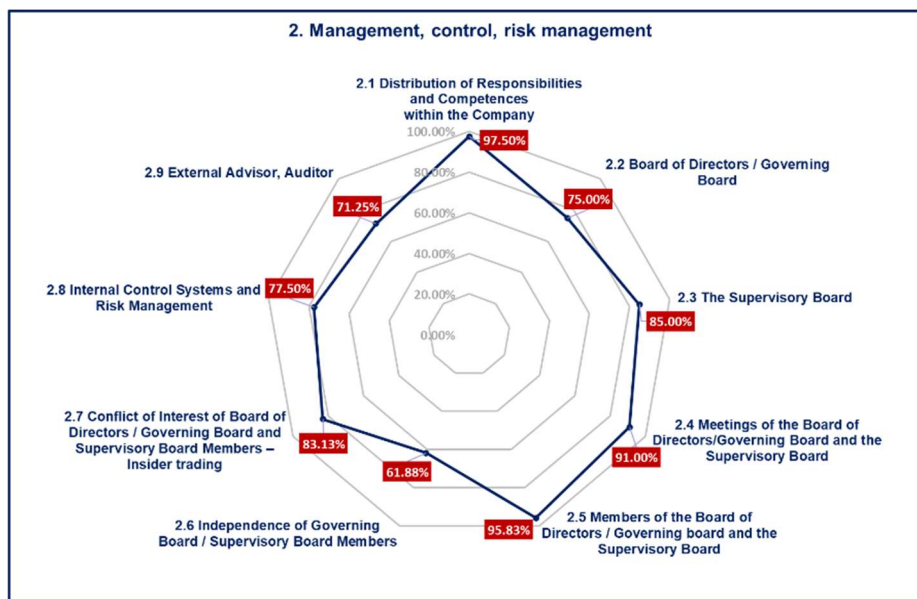 2. Management, control, risk management
2.1 Distribution of Responsibilities
and Competences
within the Company
100.00%
97.50%
2.9 External Advisor, Auditor
80.00%
2.2 Board of Directors / Governing
Board
71.25%
75.00%
60.00%
40.00%
2.8 Internal Control Systems and
Risk Management
77.50%
20.00%
2.3 The Supervisory Board
85.00%
0.00%
2.7 Conflict of Interest of Board of
Directors / Governing Board and
Supervisory Board Members –
Insider trading
83.13%
2.4 Meetings of the Board of
Directors/Governing Board and the
Supervisory Board
91.00%
61.88%
2.6 Independence of Governing
Board / Supervisory Board Members
95.83%
2.5 Members of the Board of
Directors / Governing board and the
Supervisory Board